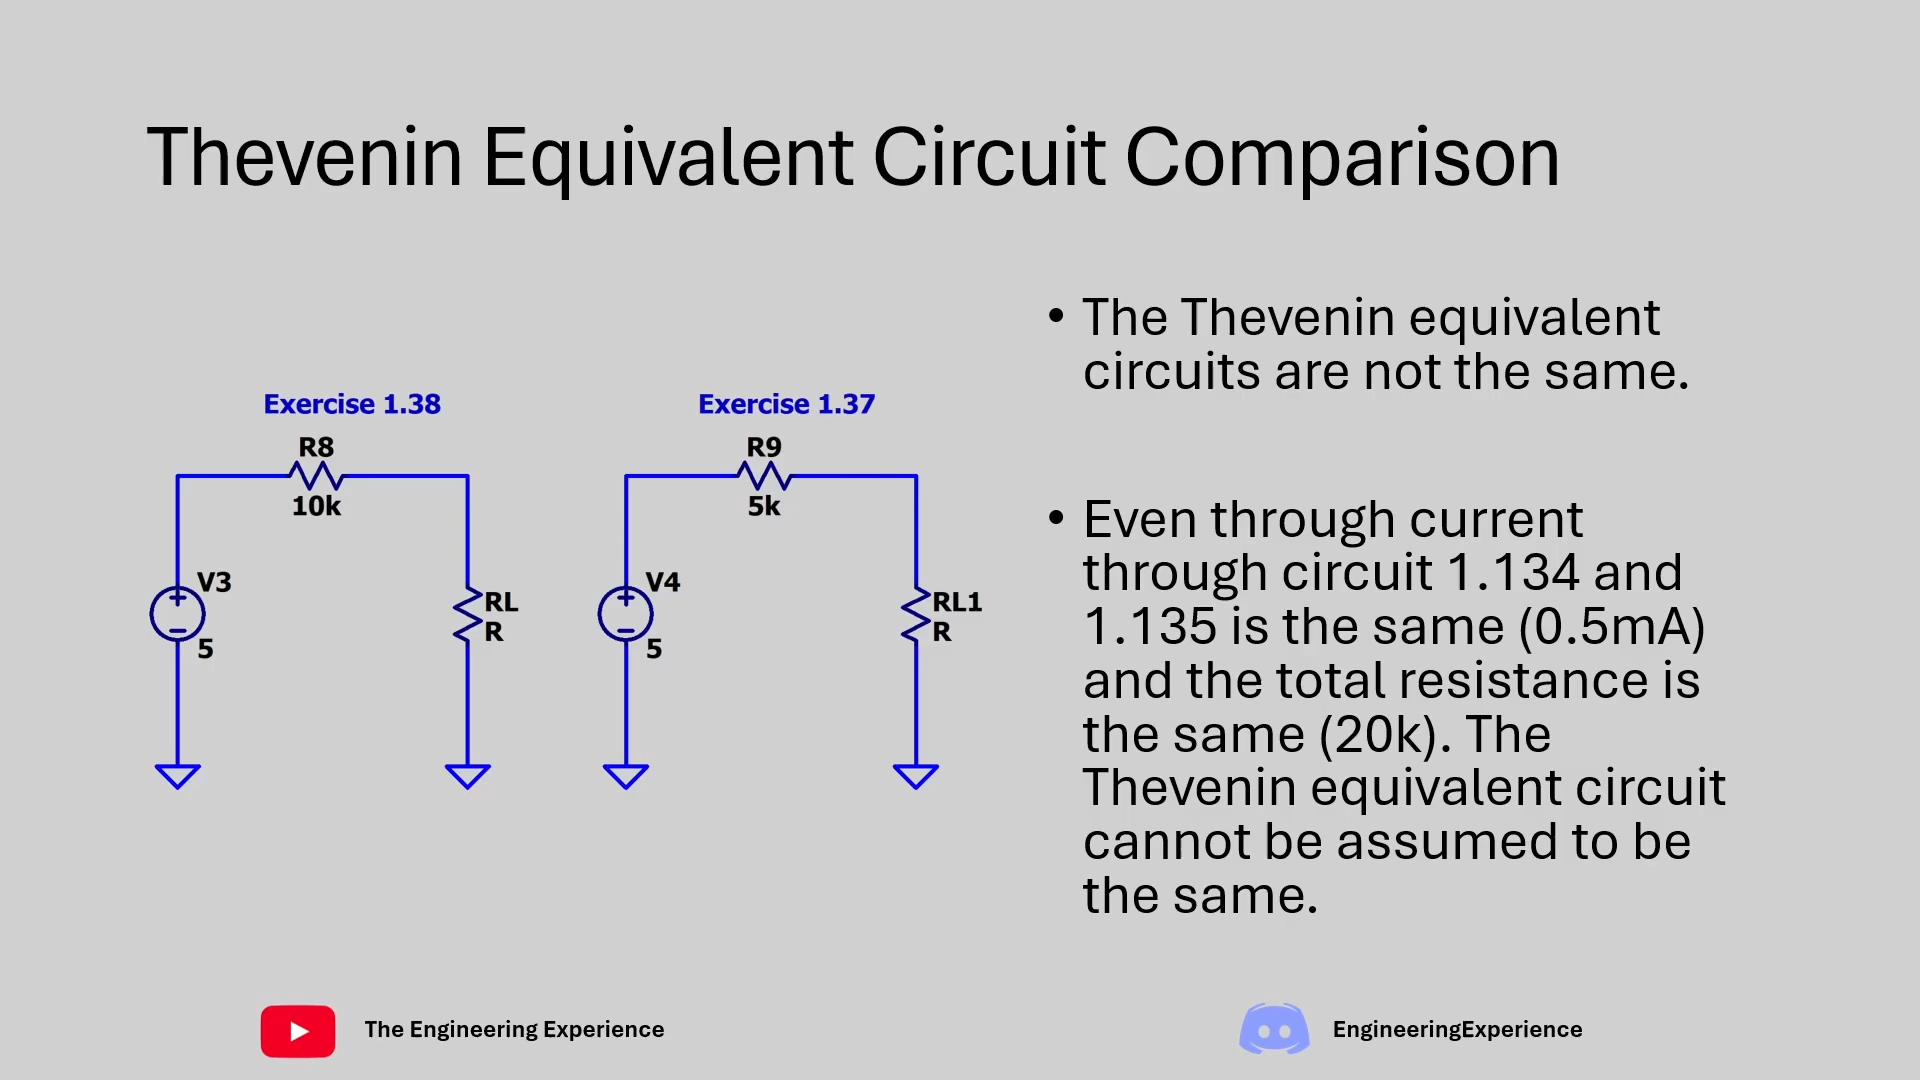 Thevenin Equivalent Circuit Comparison
Exercise 1.38
R8
10k
V3
5
RL
R
Exercise 1.37
R9
5k
V4
5
RL1
R
• The Thevenin equivalent
circuits are not the same.
• Even through current
through circuit 1.134 and
1.135 is the same (0.5mA)
and the total resistance is
the same (20k). The
Thevenin equivalent circuit
cannot be assumed to be
the same.
The Engineering Experience
EngineeringExperience